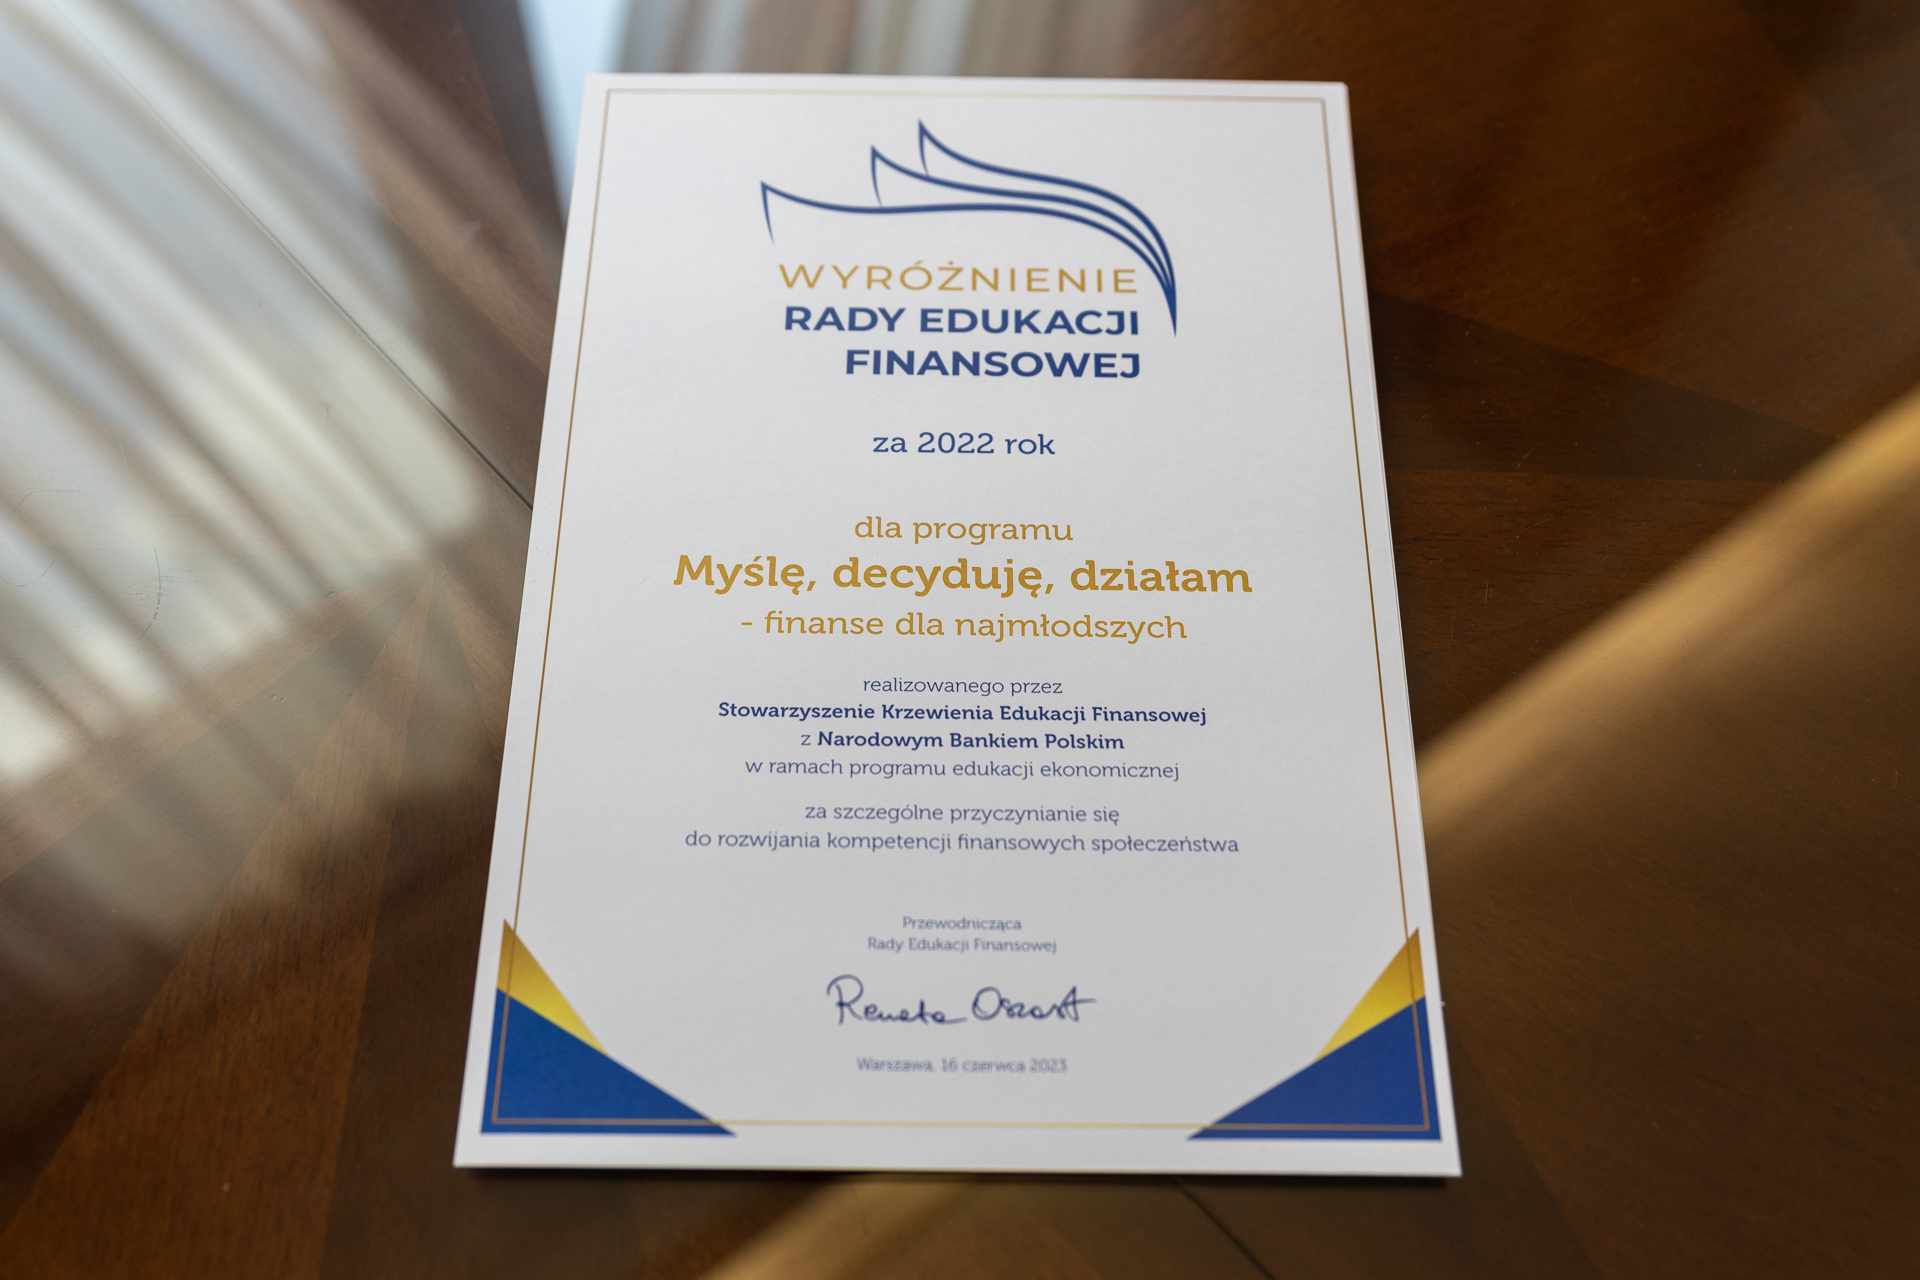 WYRÓŻNIENIE
RADY EDUKACJI
FINANSOWEJ
za 2022 rok
dla programu
Myślę, decyduję, działam
- finanse dla najmłodszych
realizowanego przez
Stowarzyszenie Krzewienia Edukacji Finansowej
z Narodowym Bankiem Polskim
w ramach programu edukacji ekonomicznej
za szczególne przyczynianie się
do rozwijania kompetencji finansowych społeczeństwa
Przewodnicząca
Rady Edukacji Finansowej
Renata Oszast
Warszawa, 16 czerwca 2023